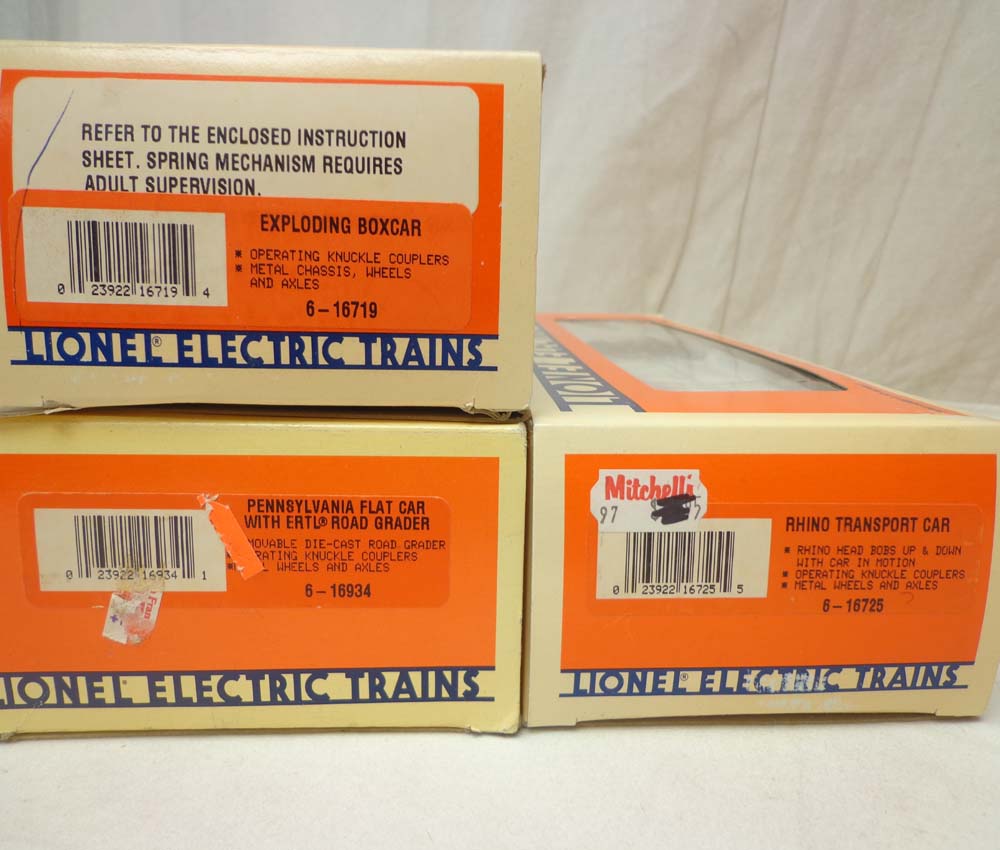 REFER TO THE ENCLOSED INSTRUCTION
SHEET. SPRING MECHANISM REQUIRES
ADULT SUPERVISION.
EXPLODING BOXCAR
* OPERATING KNUCKLE COUPLERS
* METAL CHASSIS, WHEELS
AND AXLES
6-16719
0 23922 16719 4
LIONEL® ELECTRIC TRAINS
LIONEL
PENNSYLVANIA FLAT CAR
WITH ERTL® ROAD GRADER
MOVABLE DIE-CAST ROAD GRADER
RATING KNUCKLE COUPLERS
WHEELS AND AXLES
6-16934
0 23922 16934 1
Fran
IONEL ELECTRIC TRAINS
Mitchell's
97
RHINO TRANSPORT CAR
* RHINO HEAD BOBS UP & DOWN
WITH CAR IN MOTION
* OPERATING KNUCKLE COUPLERS
* METAL WHEELS AND AXLES
6-16725
0 23922 16725 5
LIONEL® ELECTRIC TRAINS